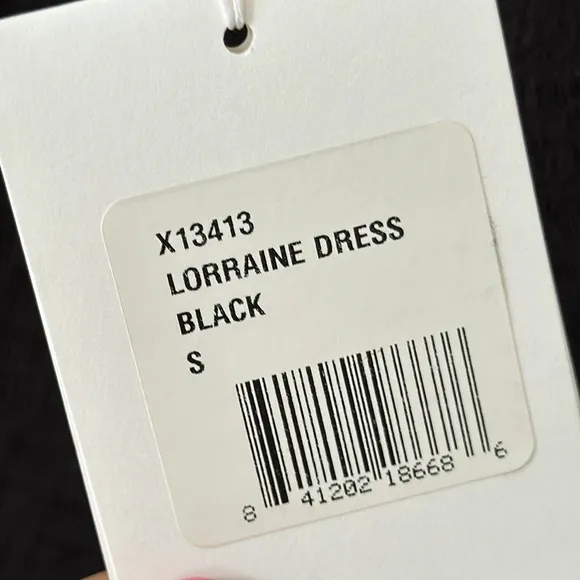 X13413
LORRAINE DRESS
BLACK
S
8 41202 18668 6